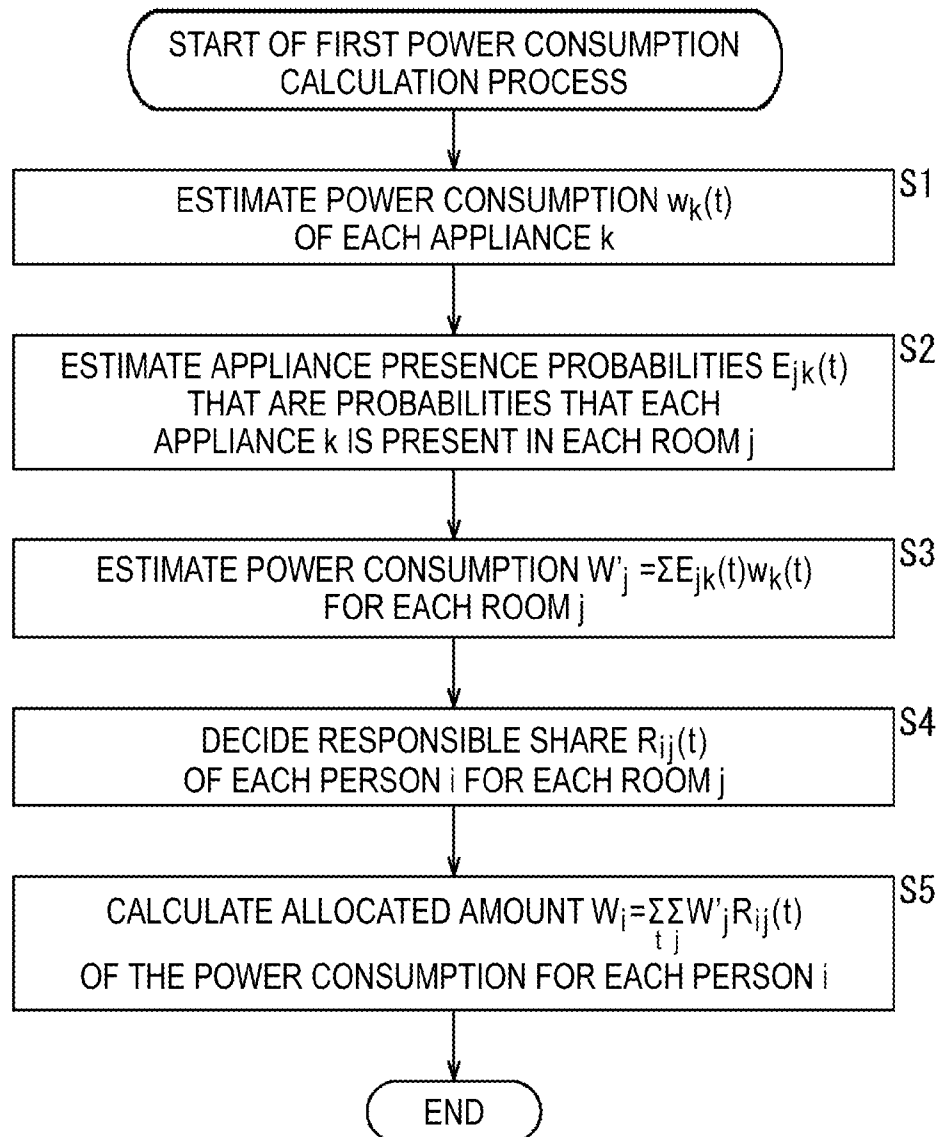 START OF FIRST POWER CONSUMPTION
CALCULATION PROCESS
S1
ESTIMATE POWER CONSUMPTION wk(t)
OF EACH APPLIANCE k
S2
ESTIMATE APPLIANCE PRESENCE PROBABILITIES Ejk(t)
THAT ARE PROBABILITIES THAT EACH
APPLIANCE k IS PRESENT IN EACH ROOM j
S3
ESTIMATE POWER CONSUMPTION W'j =ΣEjk(t)wk(t)
FOR EACH ROOM j
S4
DECIDE RESPONSIBLE SHARE Rij(t)
OF EACH PERSON i FOR EACH ROOM j
S5
CALCULATE ALLOCATED AMOUNT Wi=ΣΣW'jRij(t)
t j
OF THE POWER CONSUMPTION FOR EACH PERSON i
END